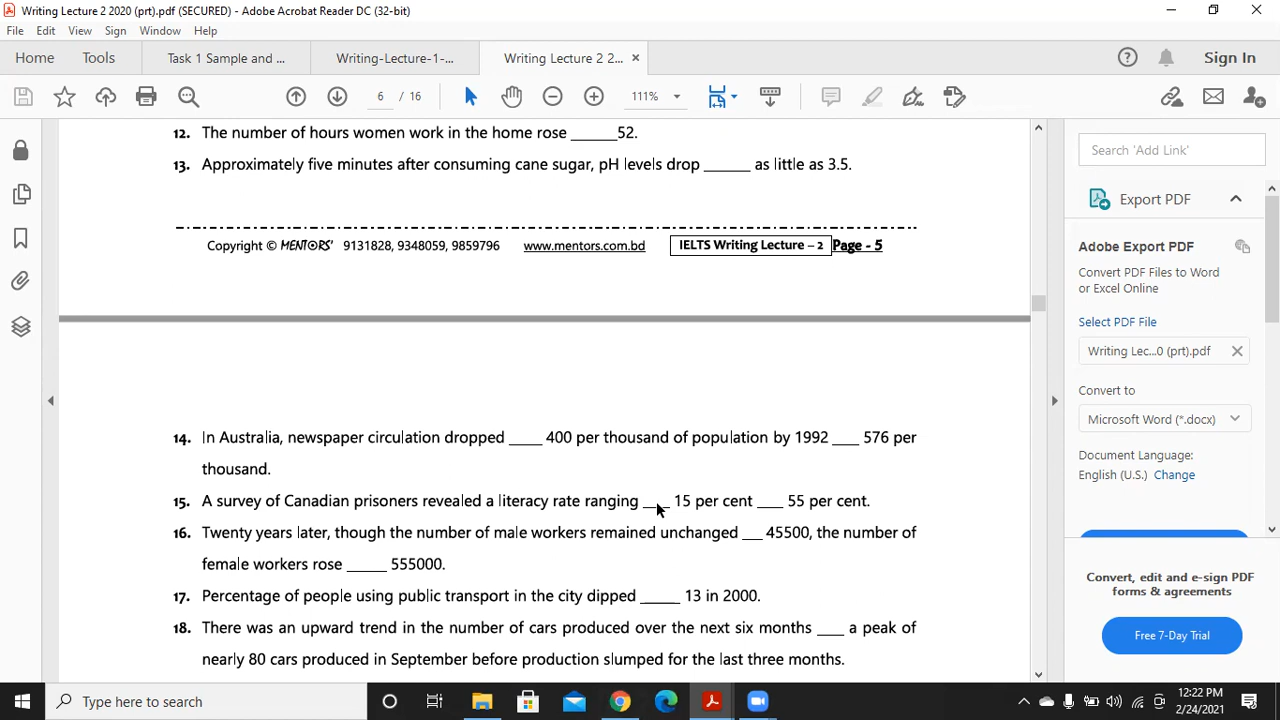 Writing Lecture 2 2020 (prt).pdf (SECURED) - Adobe Acrobat Reader DC (32-bit)
File Edit View Sign Window Help
Home Tools Task 1 Sample and ... Writing-Lecture-1-... Writing Lecture 2 2... × Sign In
6 / 16 111%
12. The number of hours women work in the home rose ______52.
13. Approximately five minutes after consuming cane sugar, pH levels drop ______ as little as 3.5.
Copyright © MENTORS' 9131828, 9348059, 9859796 www.mentors.com.bd IELTS Writing Lecture – 2 Page - 5
14. In Australia, newspaper circulation dropped ____ 400 per thousand of population by 1992 ___ 576 per
thousand.
15. A survey of Canadian prisoners revealed a literacy rate ranging ___ 15 per cent ___ 55 per cent.
16. Twenty years later, though the number of male workers remained unchanged __ 45500, the number of
female workers rose _____ 555000.
17. Percentage of people using public transport in the city dipped _____ 13 in 2000.
18. There was an upward trend in the number of cars produced over the next six months ___ a peak of
nearly 80 cars produced in September before production slumped for the last three months.
Search 'Add Link'
Export PDF
Adobe Export PDF
Convert PDF Files to Word
or Excel Online
Select PDF File
Writing Lec...0 (prt).pdf
Convert to
Microsoft Word (*.docx)
Document Language:
English (U.S.) Change
Convert, edit and e-sign PDF
forms & agreements
Free 7-Day Trial
Type here to search
12:22 PM
2/24/2021